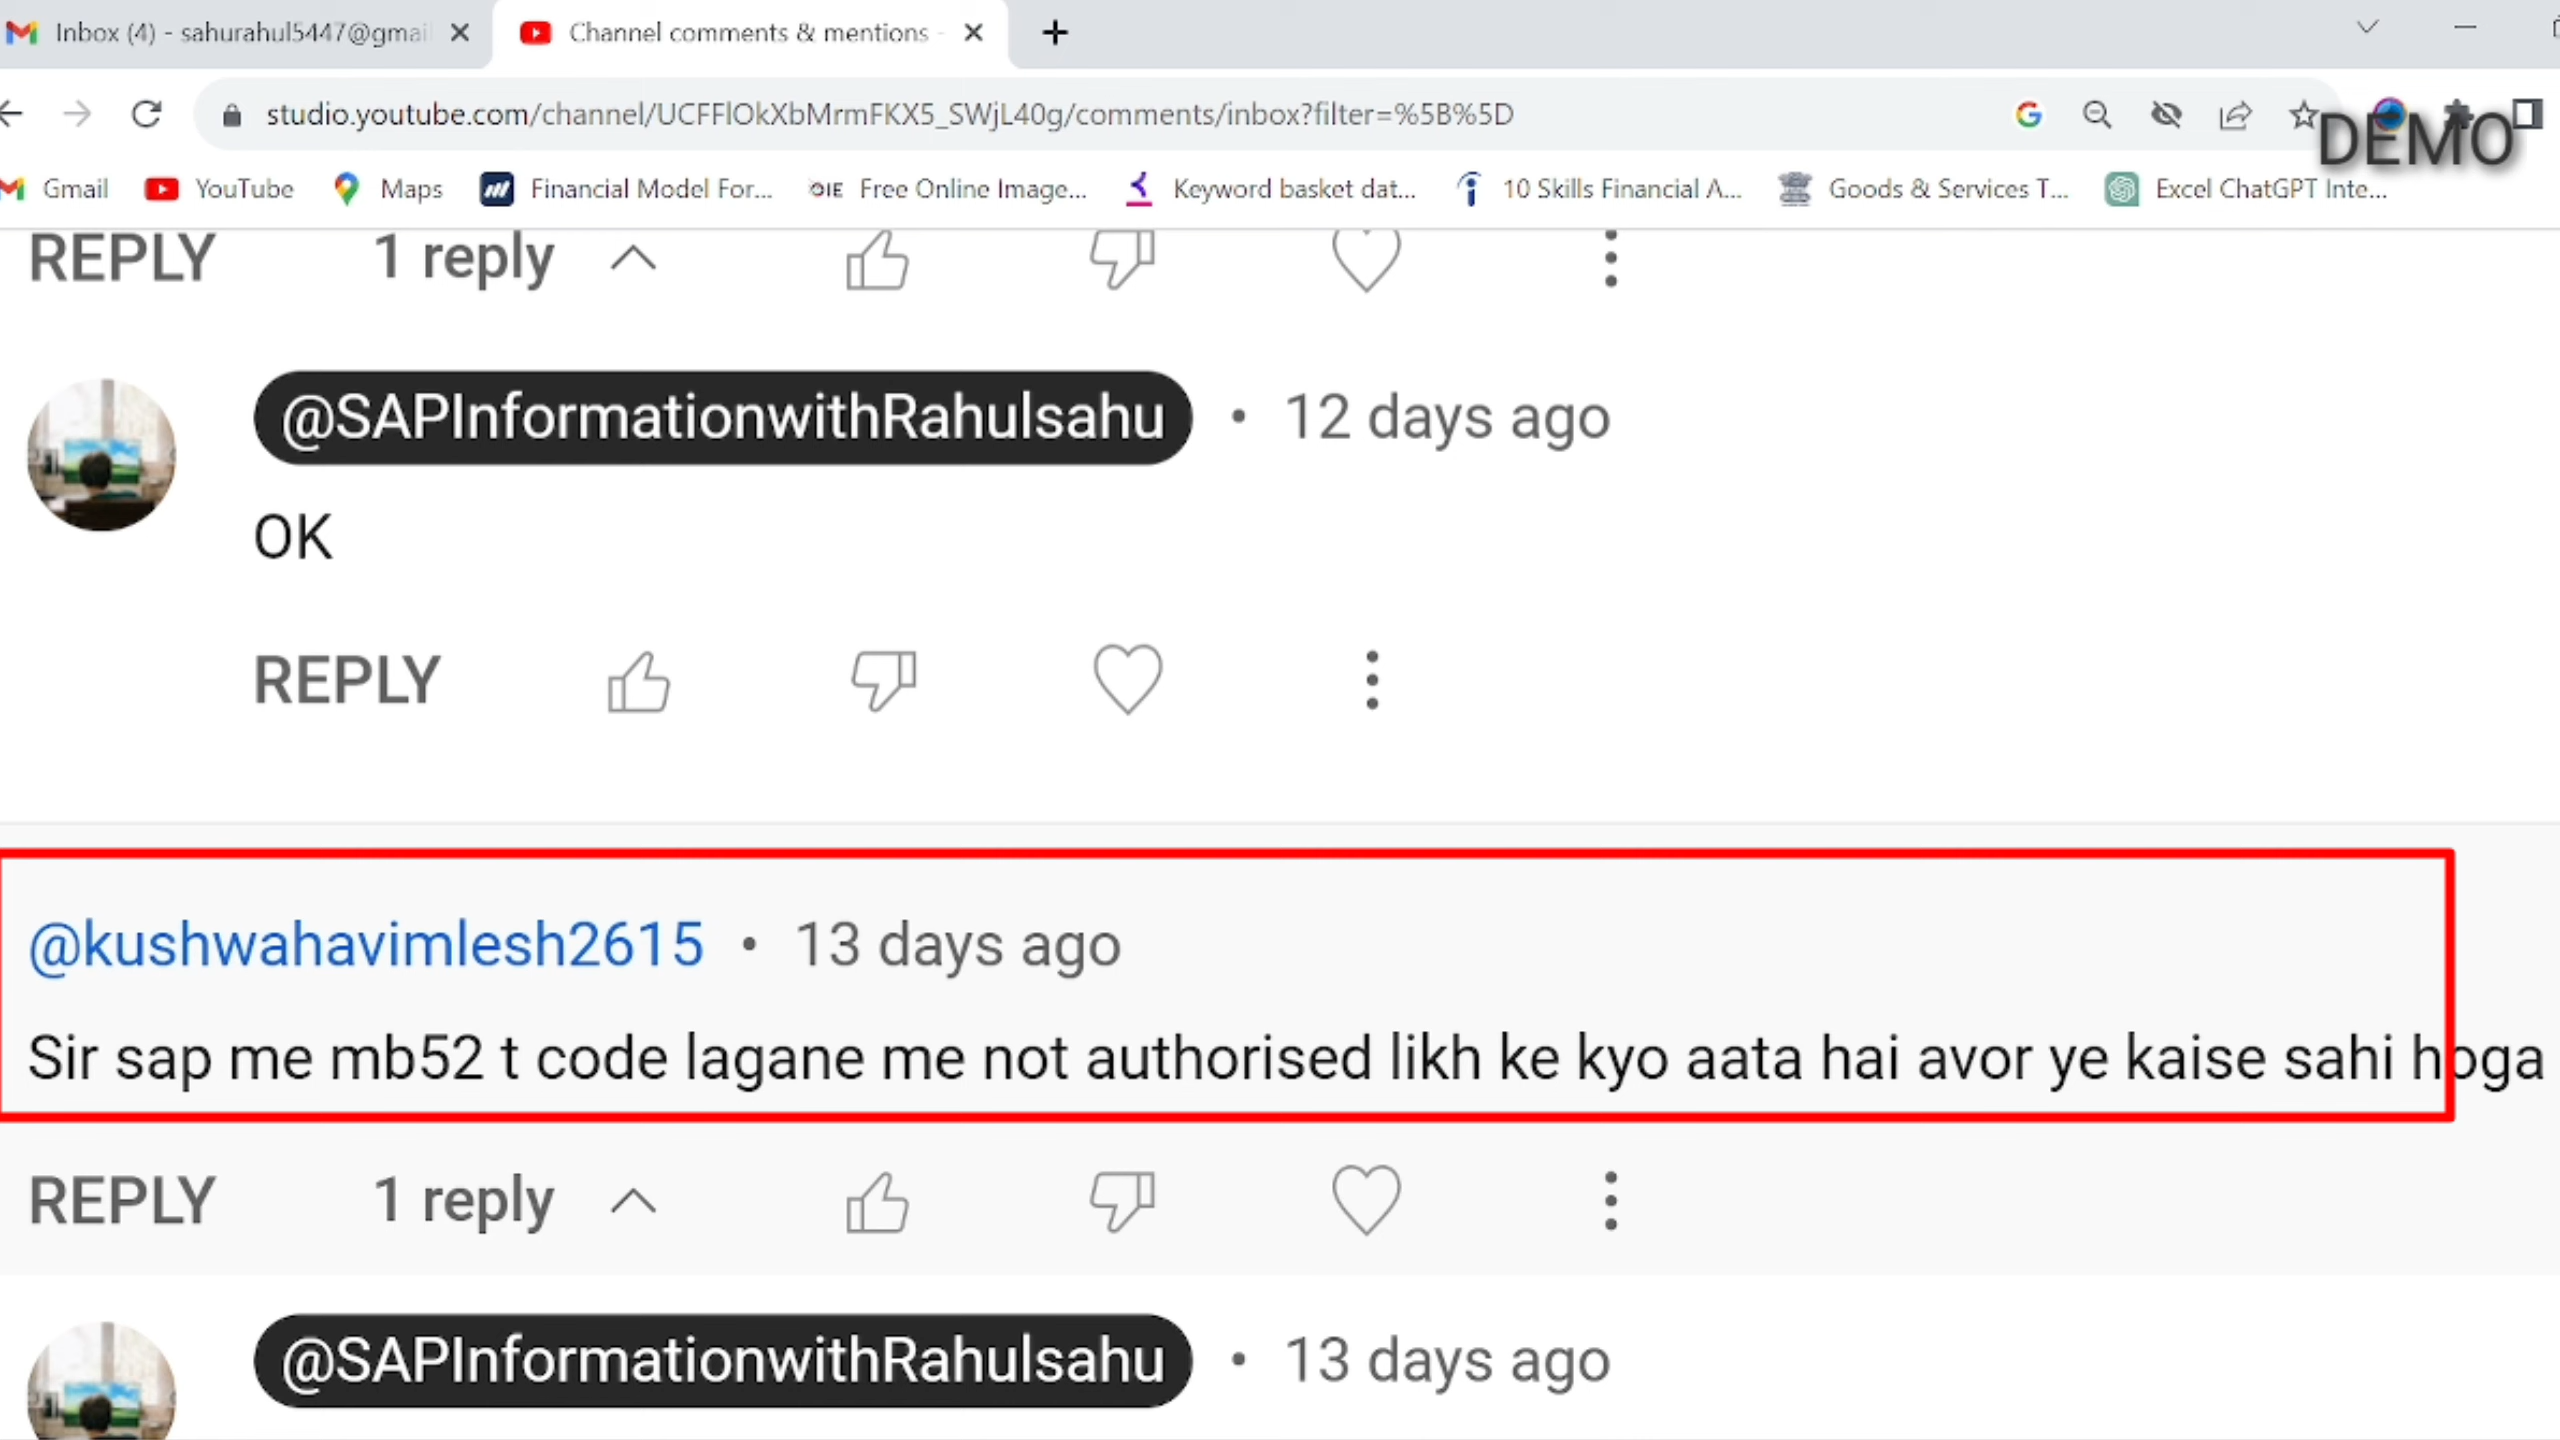 Inbox (4) - sahurahul5447@gmai
Channel comments & mentions -
studio.youtube.com/channel/UCFFlOkXbMrmFKX5_SWjL40g/comments/inbox?filter=%5B%5D
DEMO
Gmail YouTube Maps Financial Model For... OIE Free Online Image... Keyword basket dat... 10 Skills Financial A... Goods & Services T... Excel ChatGPT Inte...
REPLY 1 reply
@SAPInformationwithRahulsahu • 12 days ago
OK
REPLY
@kushwahavimlesh2615 • 13 days ago
Sir sap me mb52 t code lagane me not authorised likh ke kyo aata hai avor ye kaise sahi hoga
REPLY 1 reply
@SAPInformationwithRahulsahu • 13 days ago